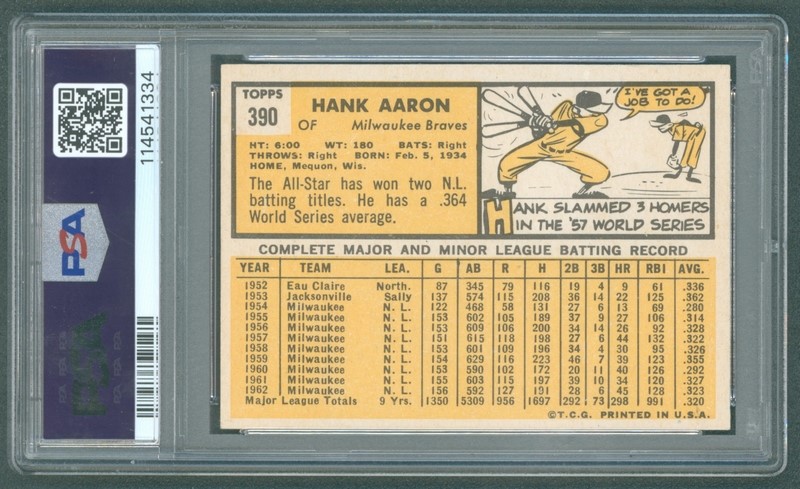 114541334
PSA
TOPPS
390
HANK AARON
OF Milwaukee Braves
HT: 6:00 WT: 180 BATS: Right
THROWS: Right BORN: Feb. 5, 1934
HOME, Mequon, Wis.
The All-Star has won two N.L.
batting titles. He has a .364
World Series average.
I'VE GOT A
JOB TO DO!
HANK SLAMMED 3 HOMERS
IN THE '57 WORLD SERIES
COMPLETE MAJOR AND MINOR LEAGUE BATTING RECORD
YEAR TEAM LEA. G AB R H 2B 3B HR RBI AVG.
1952 Eau Claire North. 87 345 79 116 19 4 9 61 .336
1953 Jacksonville Sally 137 574 115 208 36 14 22 125 .362
1954 Milwaukee N. L. 122 468 58 131 27 6 13 69 .280
1955 Milwaukee N. L. 153 602 105 189 37 9 27 106 .314
1956 Milwaukee N. L. 153 609 106 200 34 14 26 92 .328
1957 Milwaukee N. L. 151 615 118 198 27 6 44 132 .322
1958 Milwaukee N. L. 153 601 109 196 34 4 30 95 .326
1959 Milwaukee N. L. 154 629 116 223 46 7 39 123 .355
1960 Milwaukee N. L. 153 590 102 172 20 11 40 126 .292
1961 Milwaukee N. L. 155 603 115 197 39 10 34 120 .327
1962 Milwaukee N. L. 156 592 127 191 28 6 45 128 .323
Major League Totals 9 Yrs. 1350 5309 956 1697 292 73 298 991 .320
©T.C.G. PRINTED IN U.S.A.